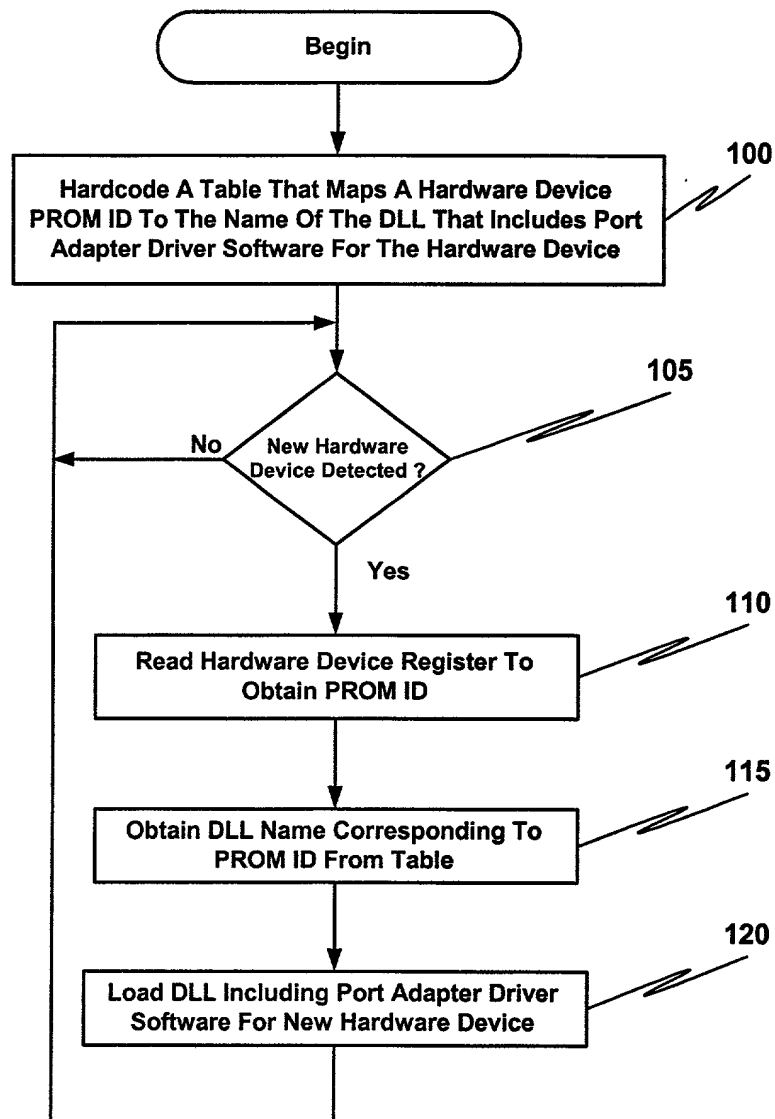 Begin
100
Hardcode A Table That Maps A Hardware Device
PROM ID To The Name Of The DLL That Includes Port
Adapter Driver Software For The Hardware Device
105
No
New Hardware
Device Detected ?
Yes
110
Read Hardware Device Register To
Obtain PROM ID
115
Obtain DLL Name Corresponding To
PROM ID From Table
120
Load DLL Including Port Adapter Driver
Software For New Hardware Device